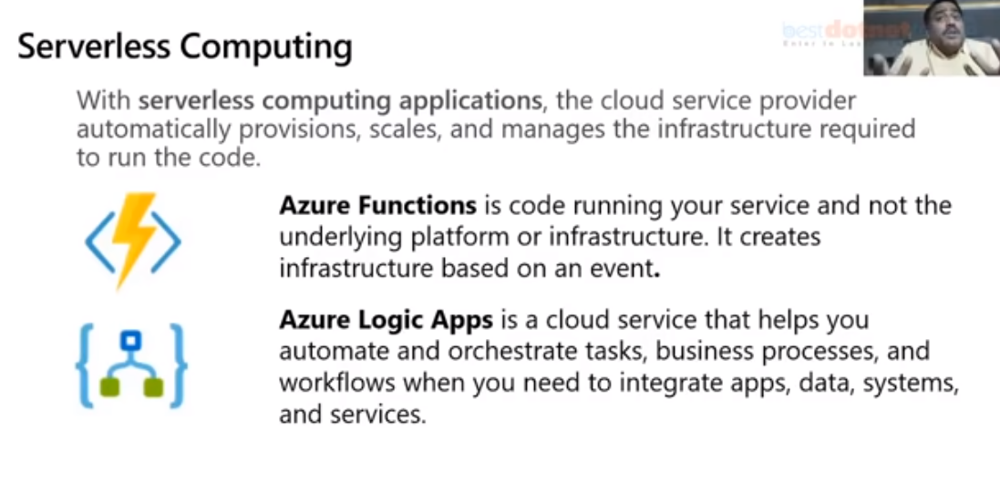 bestdotnet
Serverless Computing
With serverless computing applications, the cloud service provider
automatically provisions, scales, and manages the infrastructure required
to run the code.
Azure Functions is code running your service and not the
underlying platform or infrastructure. It creates
infrastructure based on an event.
Azure Logic Apps is a cloud service that helps you
automate and orchestrate tasks, business processes, and
workflows when you need to integrate apps, data, systems,
and services.